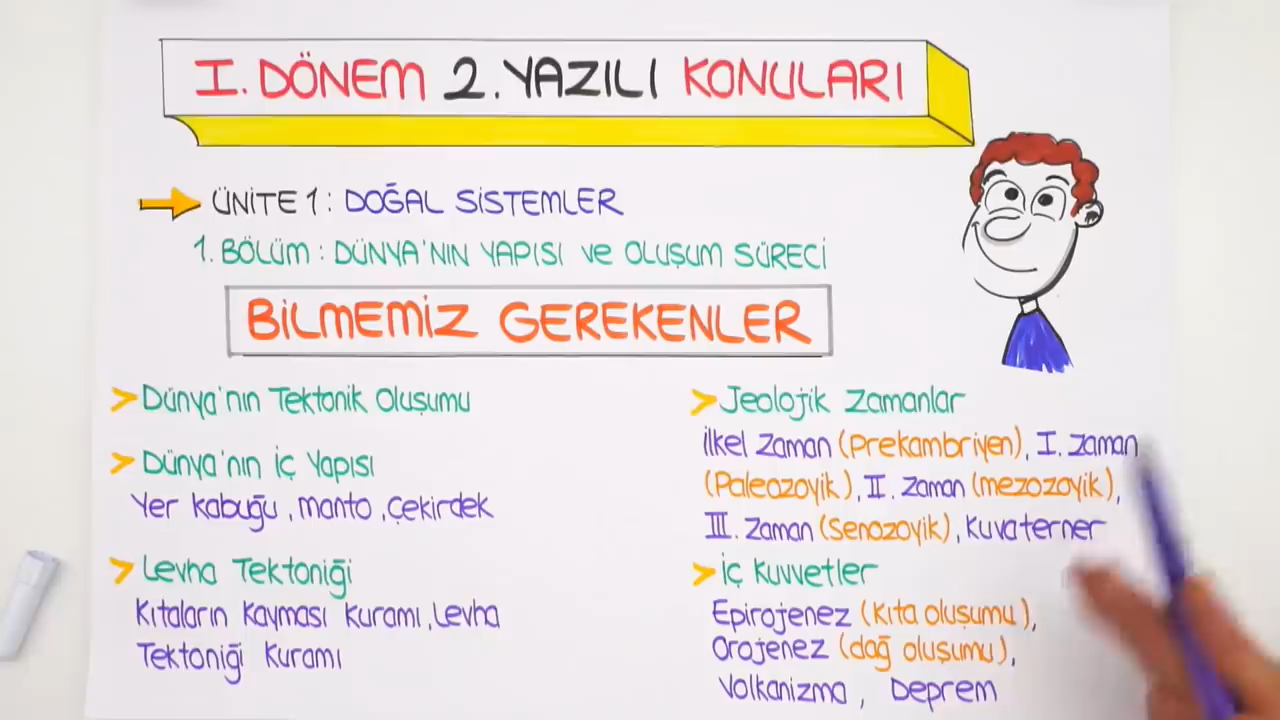 I. DÖNEM 2. YAZILI KONULARI
ÜNİTE 1 : DOĞAL SİSTEMLER
1. BÖLÜM : DÜNYA'NIN YAPISI ve OLUŞUM SÜRECİ
BİLMEMİZ GEREKENLER
> Dünya'nın Tektonik Oluşumu
> Dünya'nın İç Yapısı
Yer kabuğu, manto, çekirdek
> Levha Tektoniği
Kıtaların Kayması Kuramı, Levha
Tektoniği Kuramı
> Jeolojik Zamanlar
İlkel Zaman (Prekambriyen), I. Zaman
(Paleozoyik), II. Zaman (mezozoyik),
III. Zaman (Senozoyik), Kuvaterner
> İç Kuvvetler
Epirojenez (kıta oluşumu),
Orojenez (dağ oluşumu),
Volkanizma, Deprem